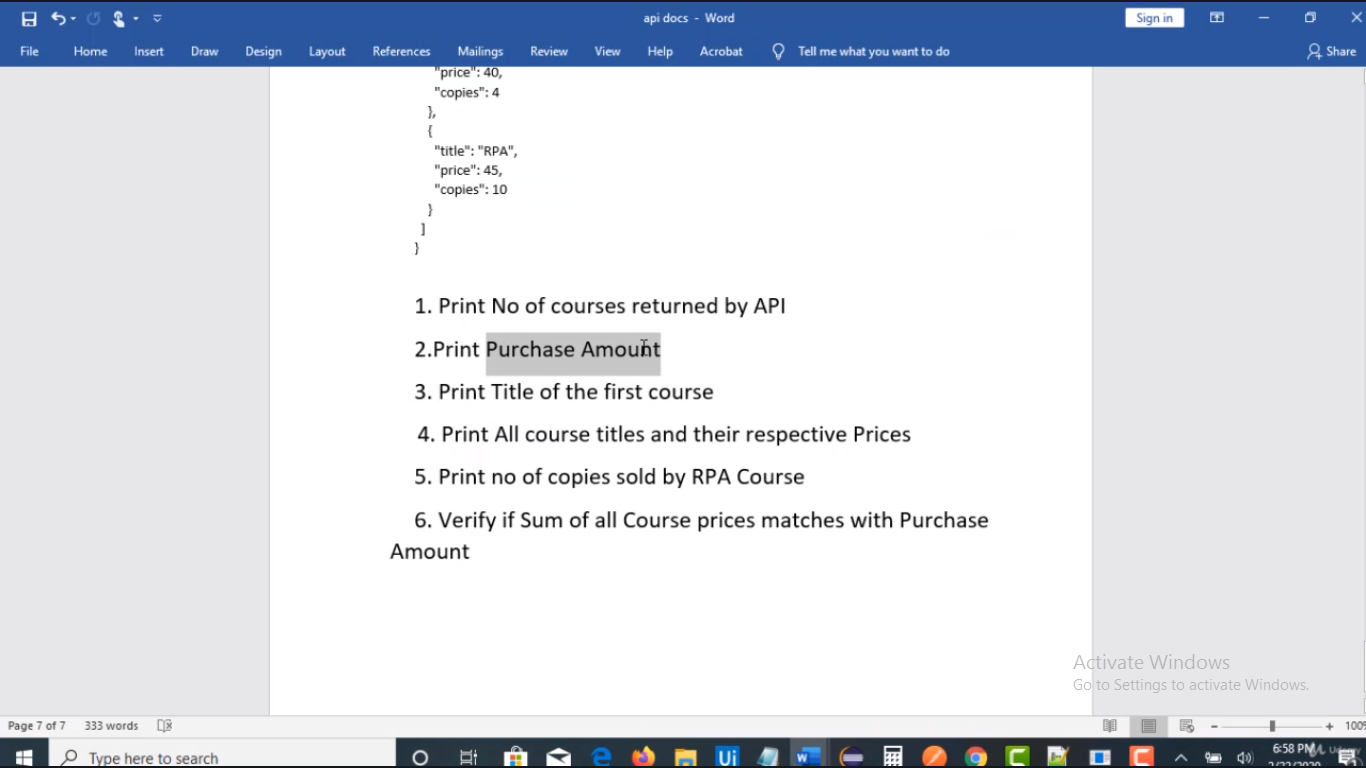 api docs - Word
Sign in
File Home Insert Draw Design Layout References Mailings Review View Help Acrobat Tell me what you want to do Share
"price": 40,
"copies": 4
},
{
"title": "RPA",
"price": 45,
"copies": 10
}
]
}
1. Print No of courses returned by API
2.Print Purchase Amount
3. Print Title of the first course
4. Print All course titles and their respective Prices
5. Print no of copies sold by RPA Course
6. Verify if Sum of all Course prices matches with Purchase
Amount
Activate Windows
Go to Settings to activate Windows.
Page 7 of 7 333 words
Type here to search
6:58 PM